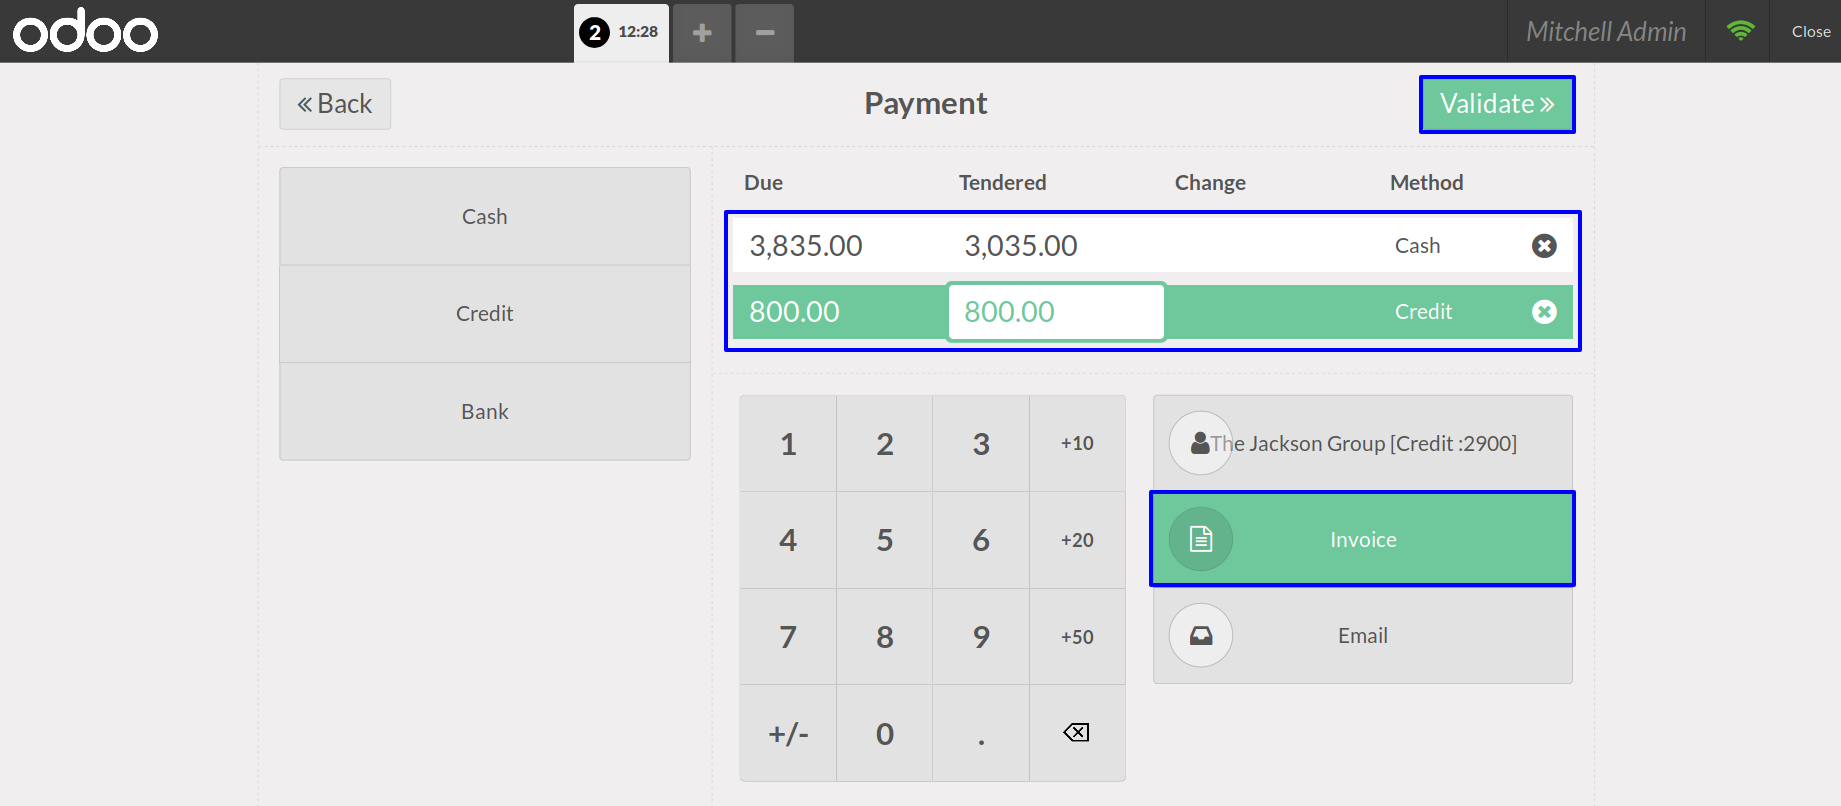 odoo
2 12:28
Mitchell Admin
Close
Back
Payment
Validate
Cash
Credit
Bank
Due Tendered Change Method
3,835.00 3,035.00 Cash
800.00 800.00 Credit
1 2 3 +10
4 5 6 +20
7 8 9 +50
+/- 0 .
The Jackson Group [Credit :2900]
Invoice
Email